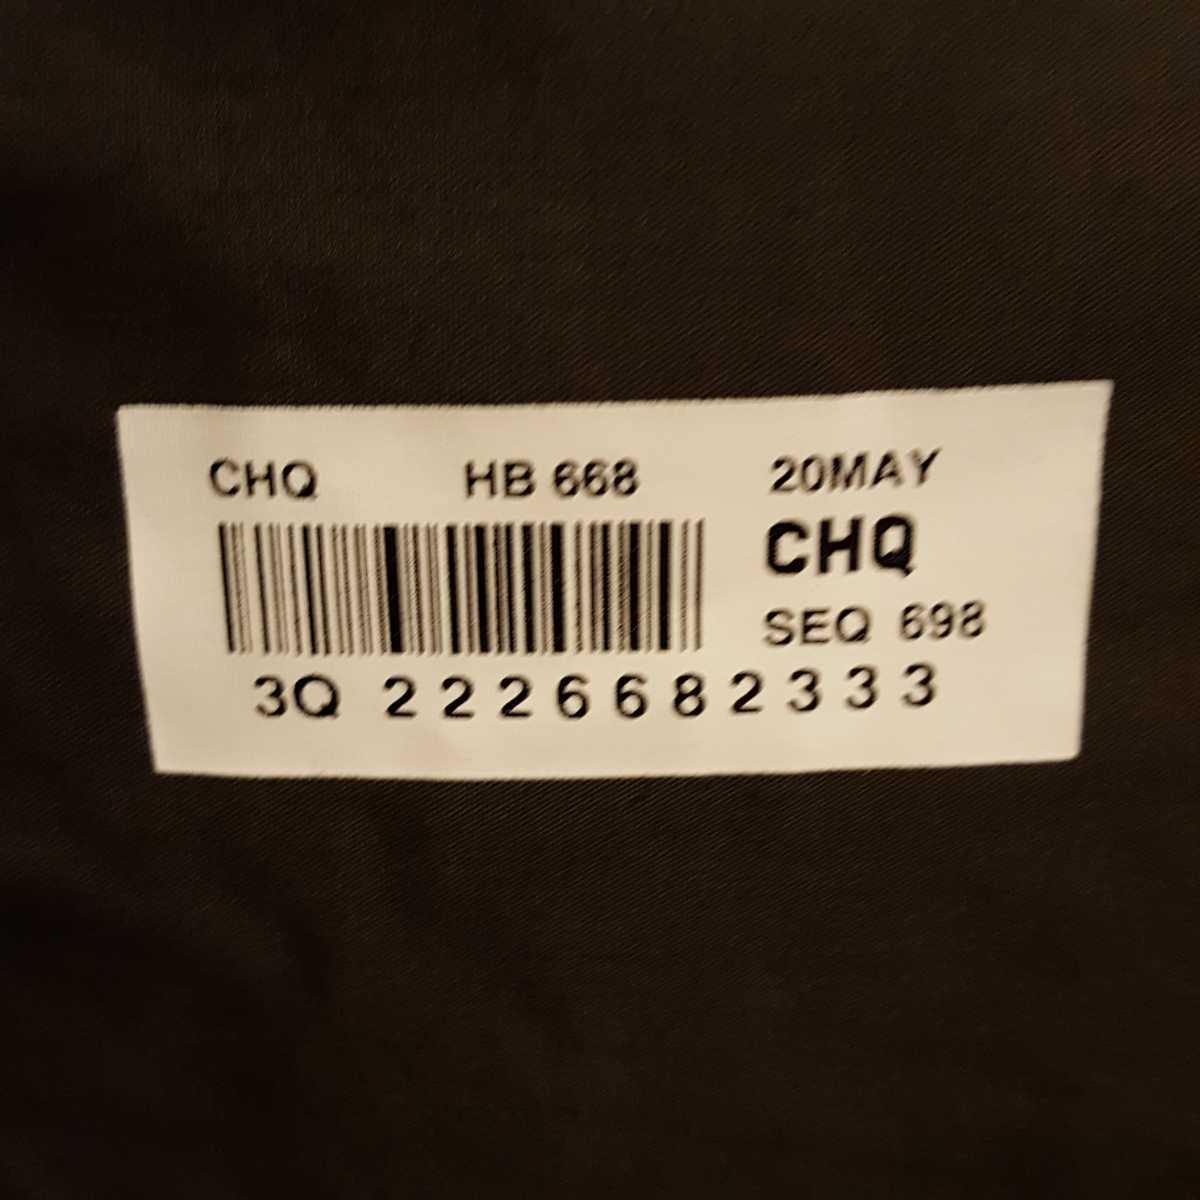 CHQ HB 668 20MAY
CHQ
SEQ 698
3Q 2226682333